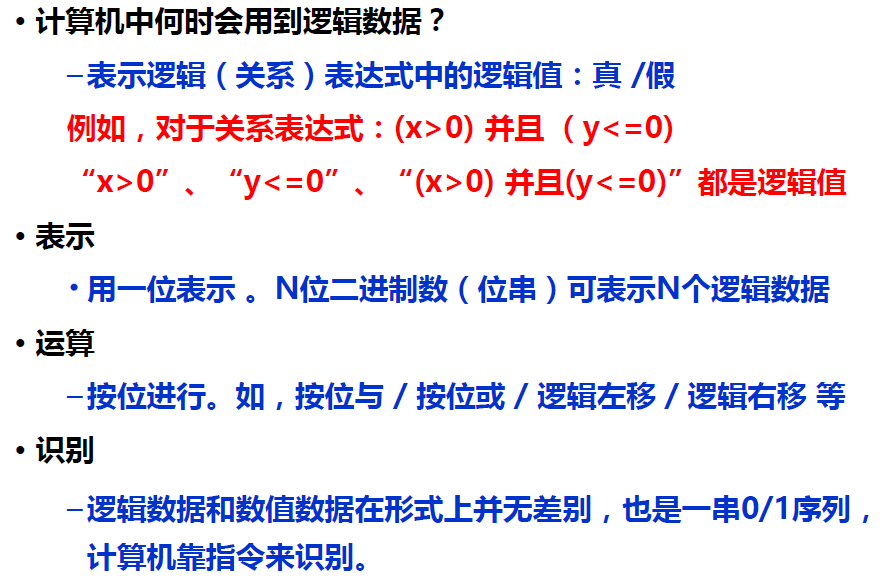 • 计算机中何时会用到逻辑数据？
–表示逻辑（关系）表达式中的逻辑值：真 /假
例如，对于关系表达式：(x>0) 并且（ y<=0)
“x>0”、“y<=0”、“(x>0) 并且(y<=0)”都是逻辑值
• 表示
• 用一位表示 。N位二进制数（位串）可表示N个逻辑数据
• 运算
–按位进行。如，按位与 / 按位或 / 逻辑左移 / 逻辑右移 等
• 识别
–逻辑数据和数值数据在形式上并无差别，也是一串0/1序列，
计算机靠指令来识别。